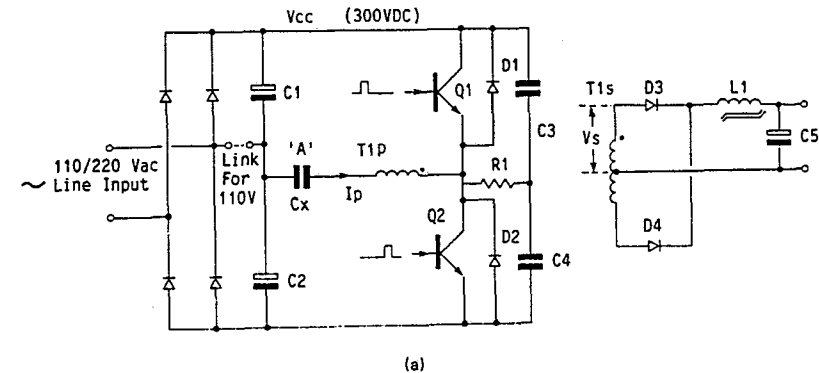 Vcc (300VDC)
C1
Q1
D1
C3
T1s
D3
L1
Vs
C5
110/220 Vac
Line Input
Link
For
110V
'A'
Cx
Ip
T1P
R1
Q2
D2
C4
C2
D4
(a)